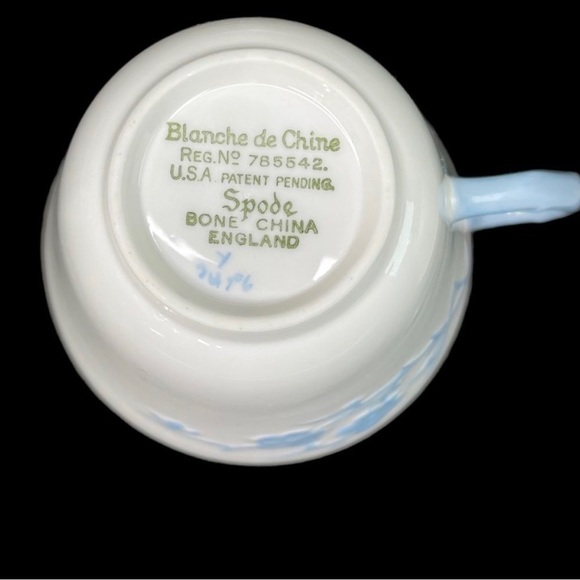 Blanche de Chine
REG. Nº 785542.
U.S.A. PATENT PENDING.
Spode
BONE CHINA
ENGLAND